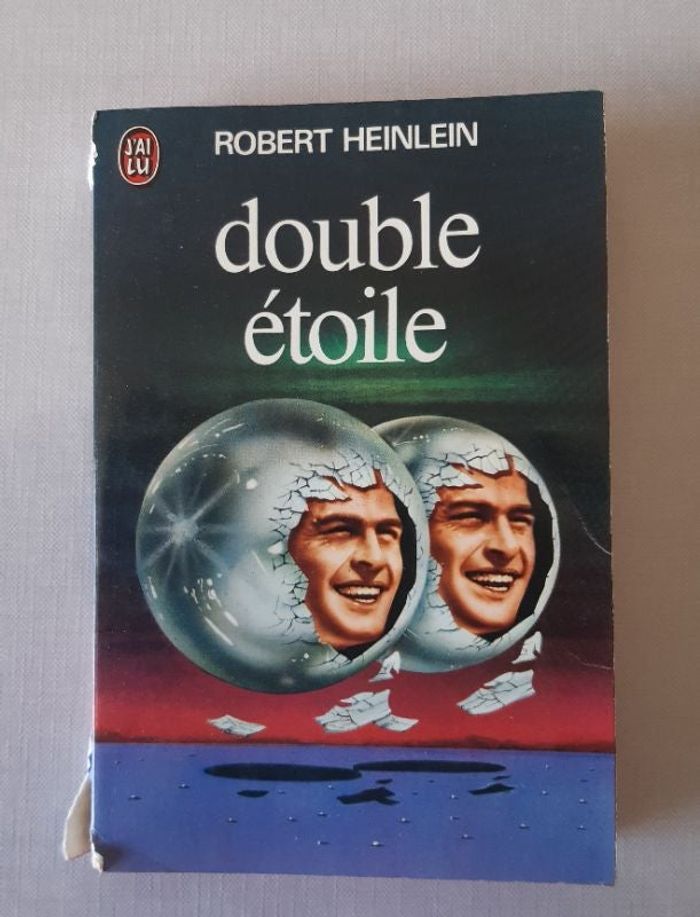 J'AI
LU
ROBERT HEINLEIN
double
étoile